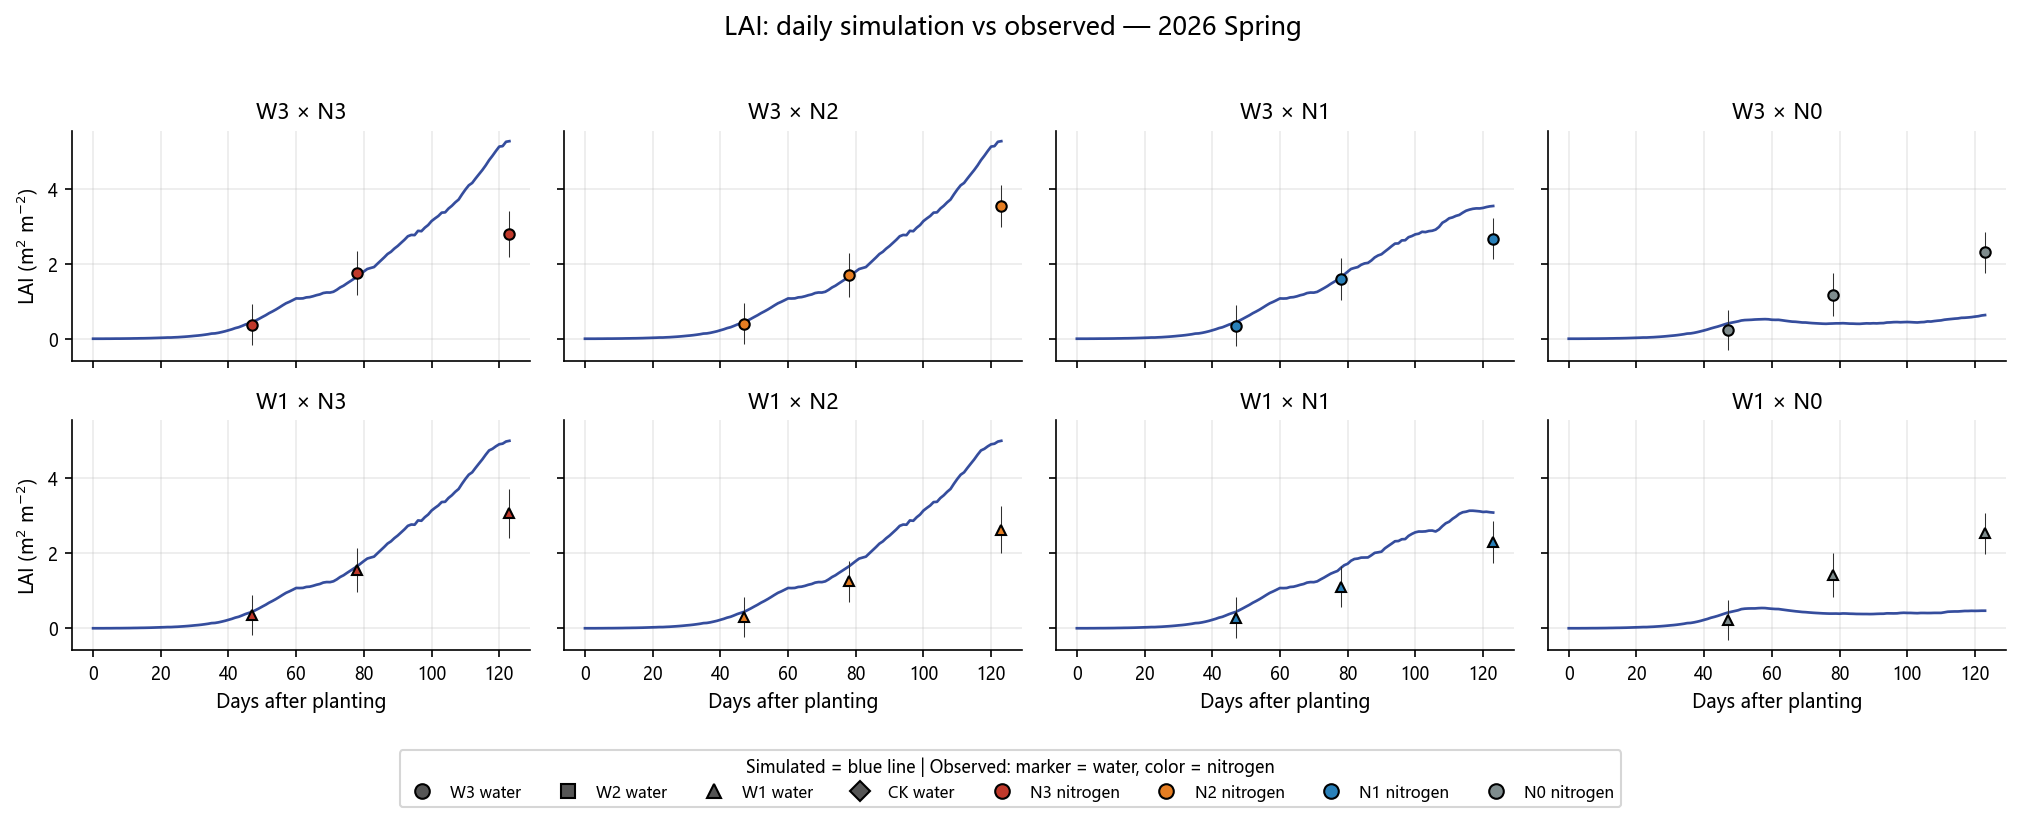 LAI: daily simulation vs observed — 2026 Spring
W3 × N3
W3 × N2
W3 × N1
W3 × N0
LAI (m² m⁻²)
4
2
0
W1 × N3
W1 × N2
W1 × N1
W1 × N0
LAI (m² m⁻²)
4
2
0
0 20 40 60 80 100 120
0 20 40 60 80 100 120
0 20 40 60 80 100 120
0 20 40 60 80 100 120
Days after planting
Days after planting
Days after planting
Days after planting
Simulated = blue line | Observed: marker = water, color = nitrogen
W3 water W2 water W1 water CK water N3 nitrogen N2 nitrogen N1 nitrogen N0 nitrogen